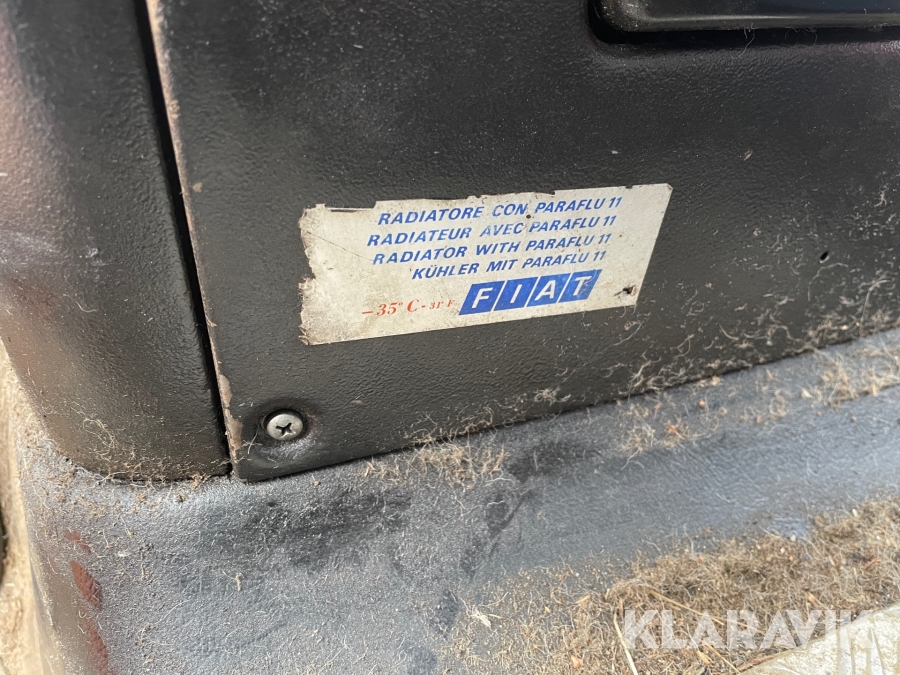 RADIATORE CON PARAFLU 11
RADIATEUR AVEC PARAFLU 11
RADIATOR WITH PARAFLU 11
KÜHLER MIT PARAFLU 11
–35° C - 31° F FIAT
KLARAVIK